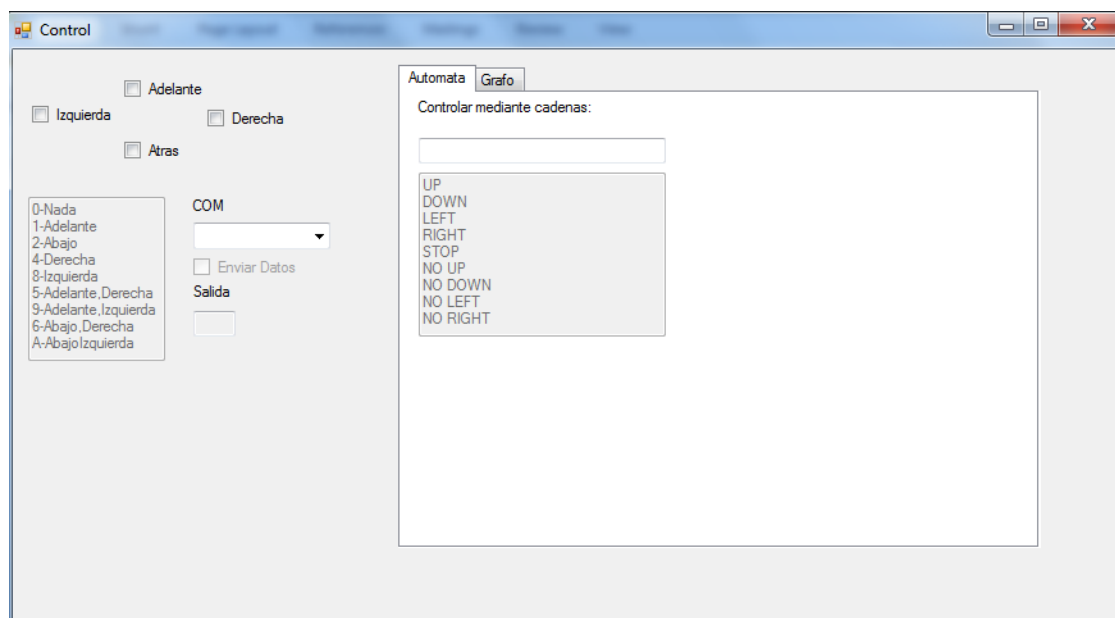 Control
Adelante
Izquierda
Derecha
Atras
0-Nada
1-Adelante
2-Abajo
4-Derecha
8-Izquierda
5-Adelante,Derecha
9-Adelante,Izquierda
6-Abajo,Derecha
A-AbajoIzquierda
COM
Enviar Datos
Salida
Automata
Grafo
Controlar mediante cadenas:
UP
DOWN
LEFT
RIGHT
STOP
NO UP
NO DOWN
NO LEFT
NO RIGHT